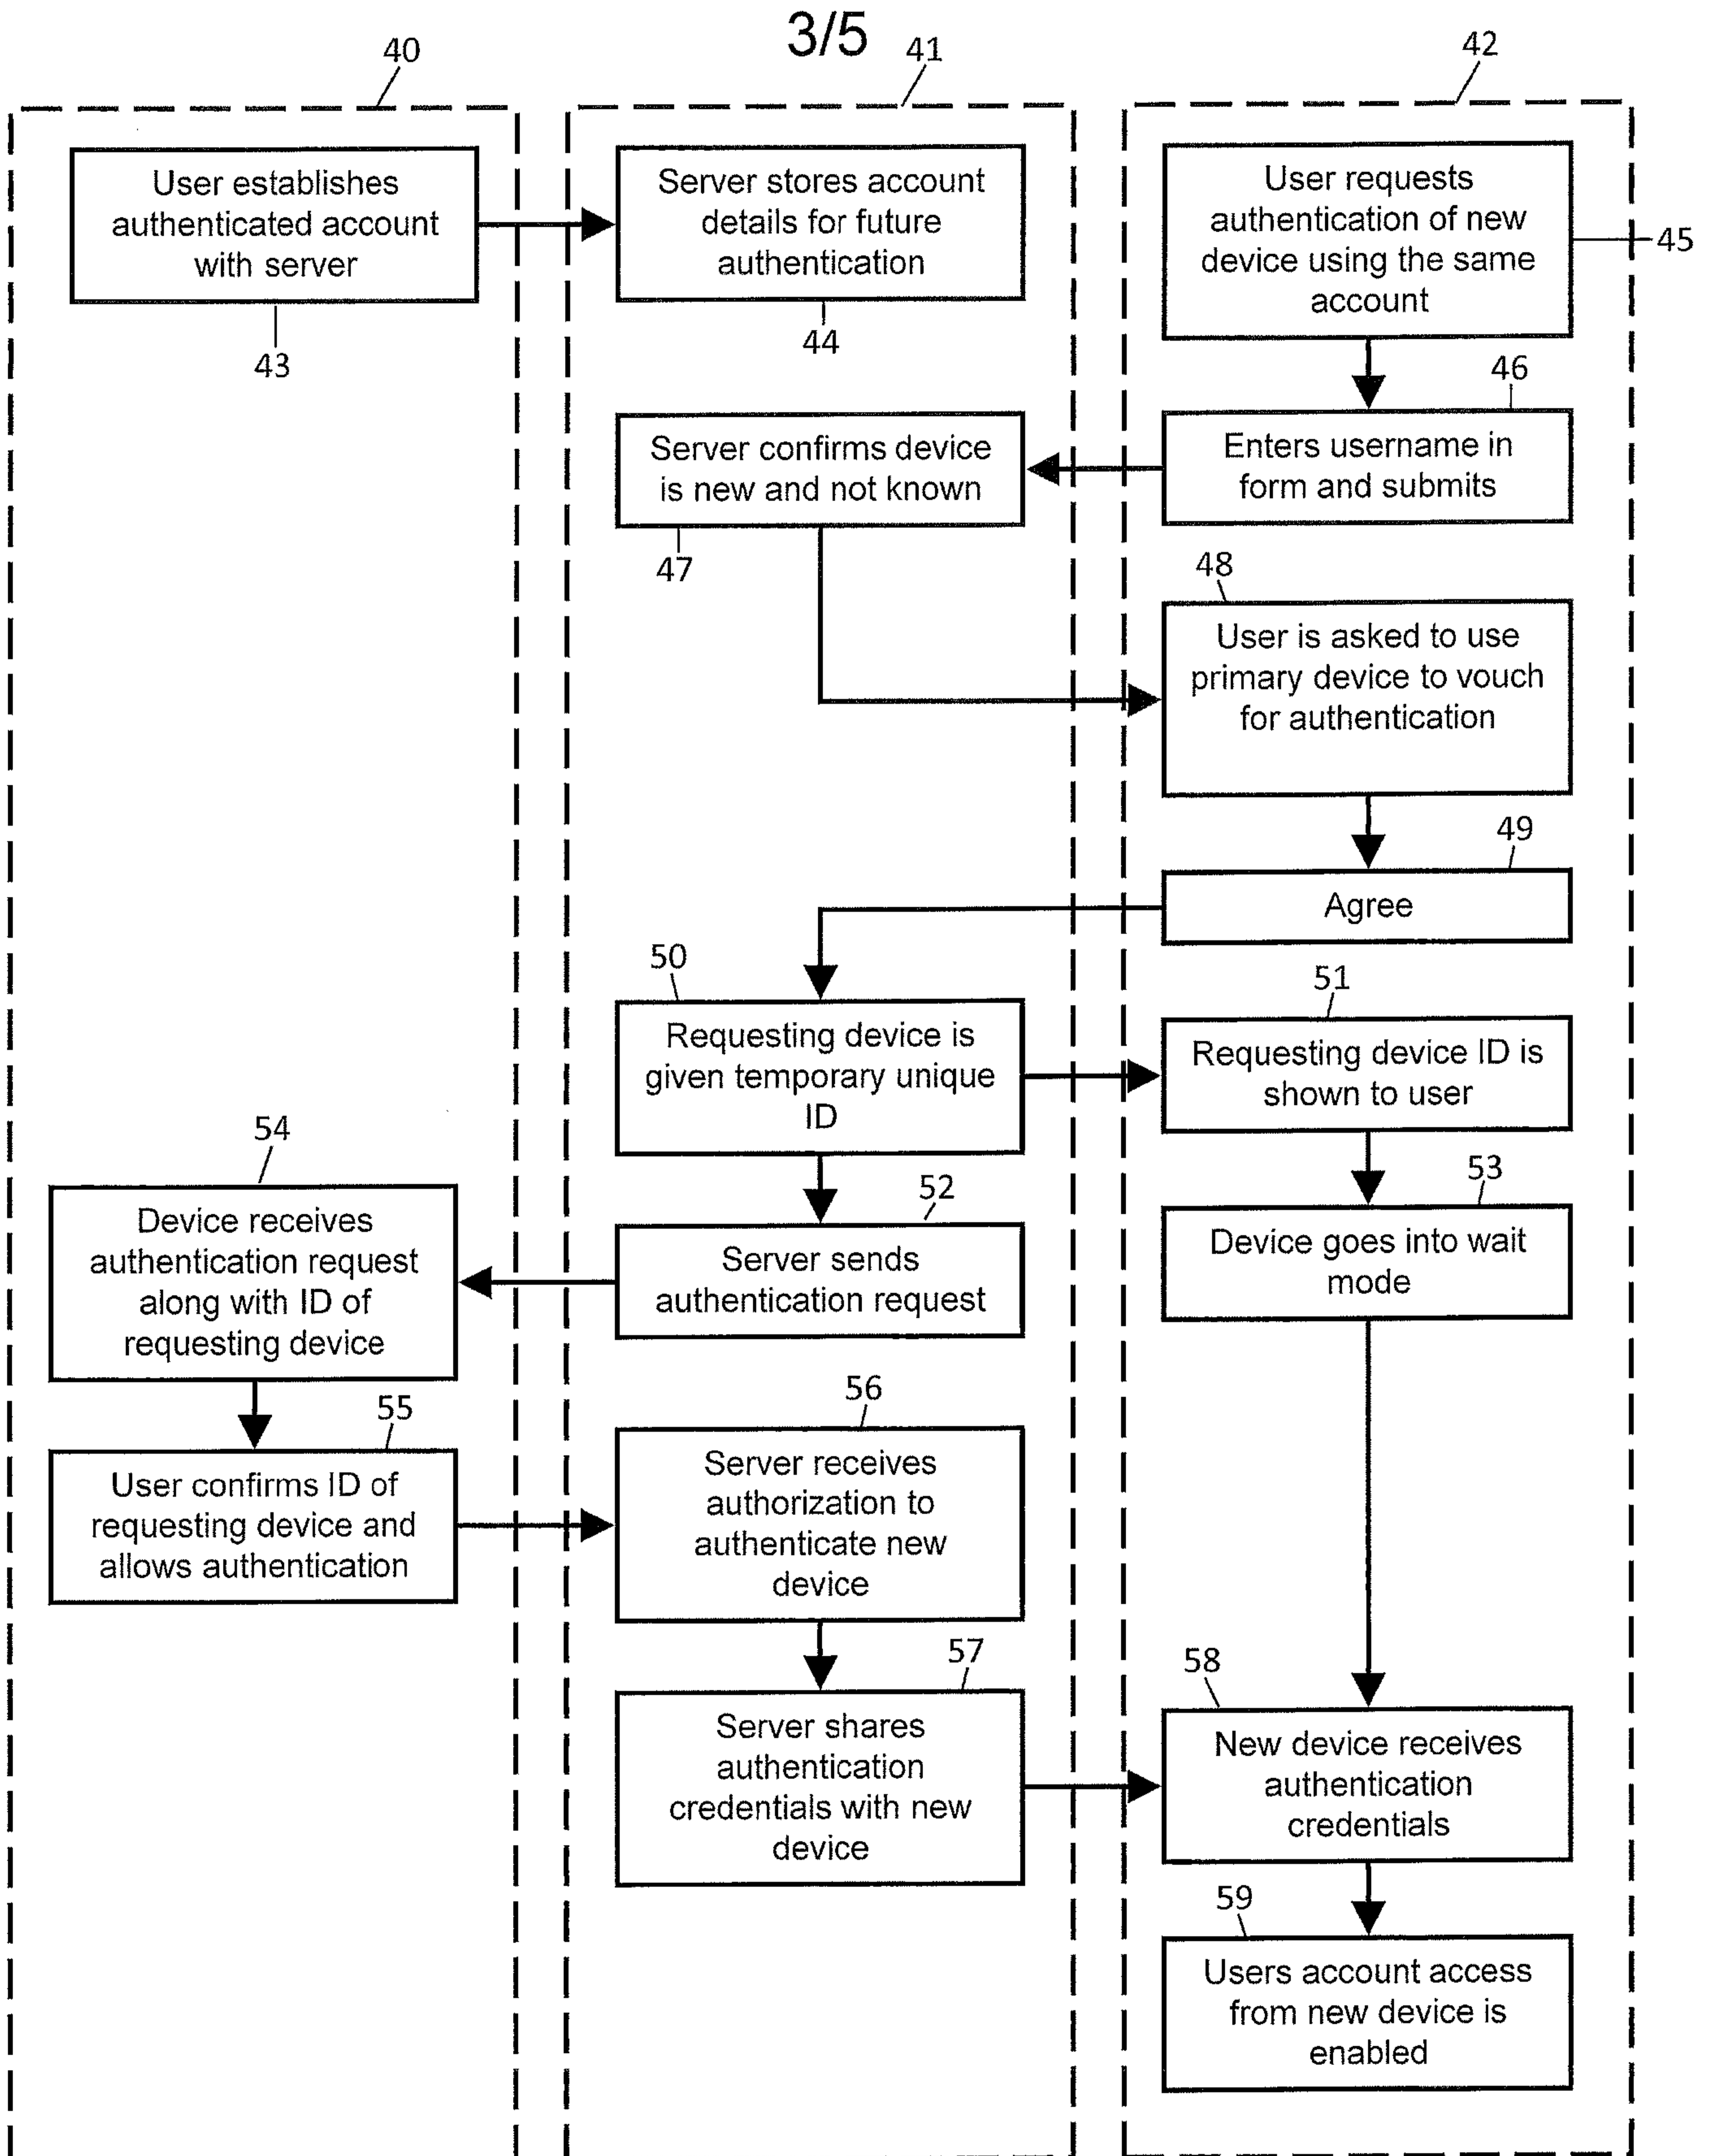 3/5
40
41
42
User establishes
authenticated account
with server
43
Server stores account
details for future
authentication
44
User requests
authentication of new
device using the same
account
45
46
Enters username in
form and submits
Server confirms device
is new and not known
47
48
User is asked to use
primary device to vouch
for authentication
49
Agree
50
Requesting device is
given temporary unique
ID
51
Requesting device ID is
shown to user
52
Server sends
authentication request
53
Device goes into wait
mode
54
Device receives
authentication request
along with ID of
requesting device
55
User confirms ID of
requesting device and
allows authentication
56
Server receives
authorization to
authenticate new
device
57
Server shares
authentication
credentials with new
device
58
New device receives
authentication
credentials
59
Users account access
from new device is
enabled